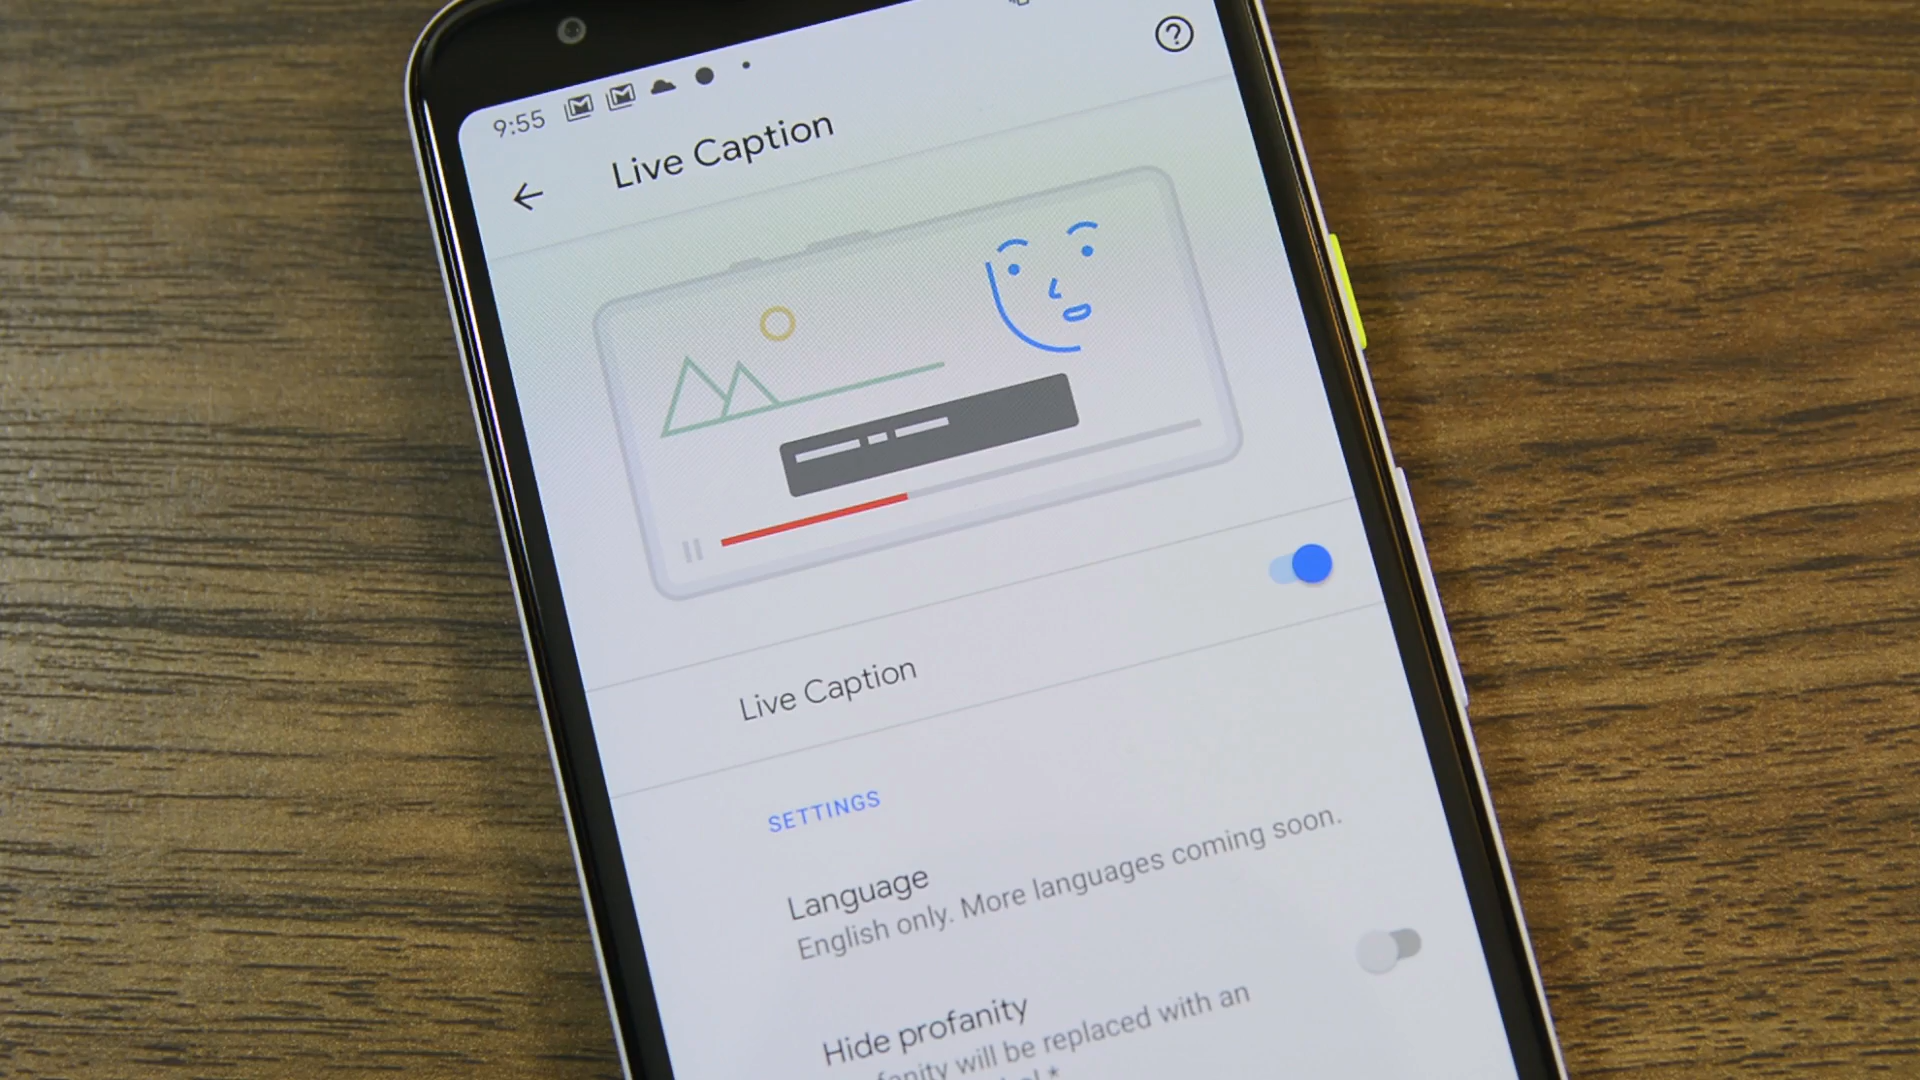 9:55
Live Caption
Live Caption
SETTINGS
Language
English only. More languages coming soon.
Hide profanity
will be replaced with an
*